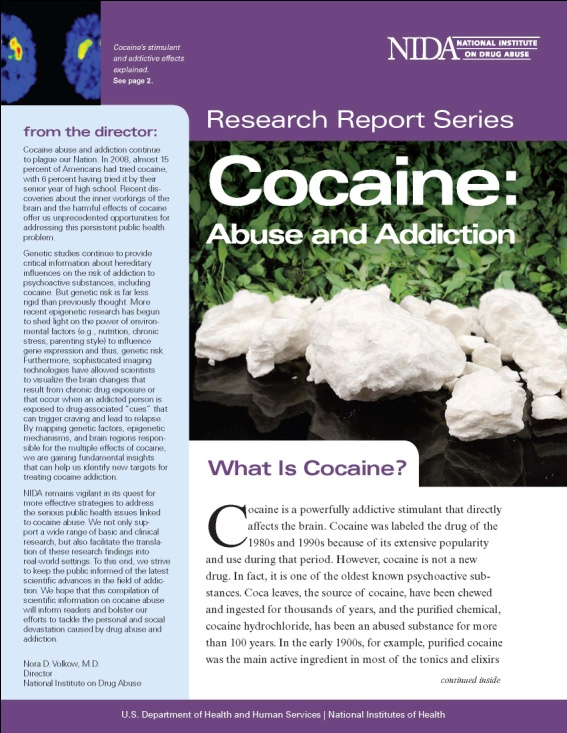 Cocaine's stimulant
and addictive effects
explained.
See page 2.
NIDA NATIONAL INSTITUTE
ON DRUG ABUSE
Research Report Series
Cocaine:
Abuse and Addiction
from the director:
Cocaine abuse and addiction continue
to plague our Nation. In 2008, almost 15
percent of Americans had tried cocaine,
with 6 percent having tried it by their
senior year of high school. Recent dis-
coveries about the inner workings of the
brain and the harmful effects of cocaine
offer us unprecedented opportunities for
addressing this persistent public health
problem.
Genetic studies continue to provide
critical information about hereditary
influences on the risk of addiction to
psychoactive substances, including
cocaine. But genetic risk is far less
rigid than previously thought. More
recent epigenetic research has begun
to shed light on the power of environ-
mental factors (e.g., nutrition, chronic
stress, parenting style) to influence
gene expression and thus, genetic risk.
Furthermore, sophisticated imaging
technologies have allowed scientists
to visualize the brain changes that
result from chronic drug exposure or
that occur when an addicted person is
exposed to drug-associated "cues" that
can trigger craving and lead to relapse.
By mapping genetic factors, epigenetic
mechanisms, and brain regions respon-
sible for the multiple effects of cocaine,
we are gaining fundamental insights
that can help us identify new targets for
treating cocaine addiction.
NIDA remains vigilant in its quest for
more effective strategies to address
the serious public health issues linked
to cocaine abuse. We not only sup-
port a wide range of basic and clinical
research, but also facilitate the transla-
tion of these research findings into
real-world settings. To this end, we strive
to keep the public informed of the latest
scientific advances in the field of addic-
tion. We hope that this compilation of
scientific information on cocaine abuse
will inform readers and bolster our
efforts to tackle the personal and social
devastation caused by drug abuse and
addiction.
Nora D. Volkow, M.D.
Director
National Institute on Drug Abuse
What Is Cocaine?
Cocaine is a powerfully addictive stimulant that directly
affects the brain. Cocaine was labeled the drug of the
1980s and 1990s because of its extensive popularity
and use during that period. However, cocaine is not a new
drug. In fact, it is one of the oldest known psychoactive sub-
stances. Coca leaves, the source of cocaine, have been chewed
and ingested for thousands of years, and the purified chemical,
cocaine hydrochloride, has been an abused substance for more
than 100 years. In the early 1900s, for example, purified cocaine
was the main active ingredient in most of the tonics and elixirs
continued inside
U.S. Department of Health and Human Services | National Institutes of Health